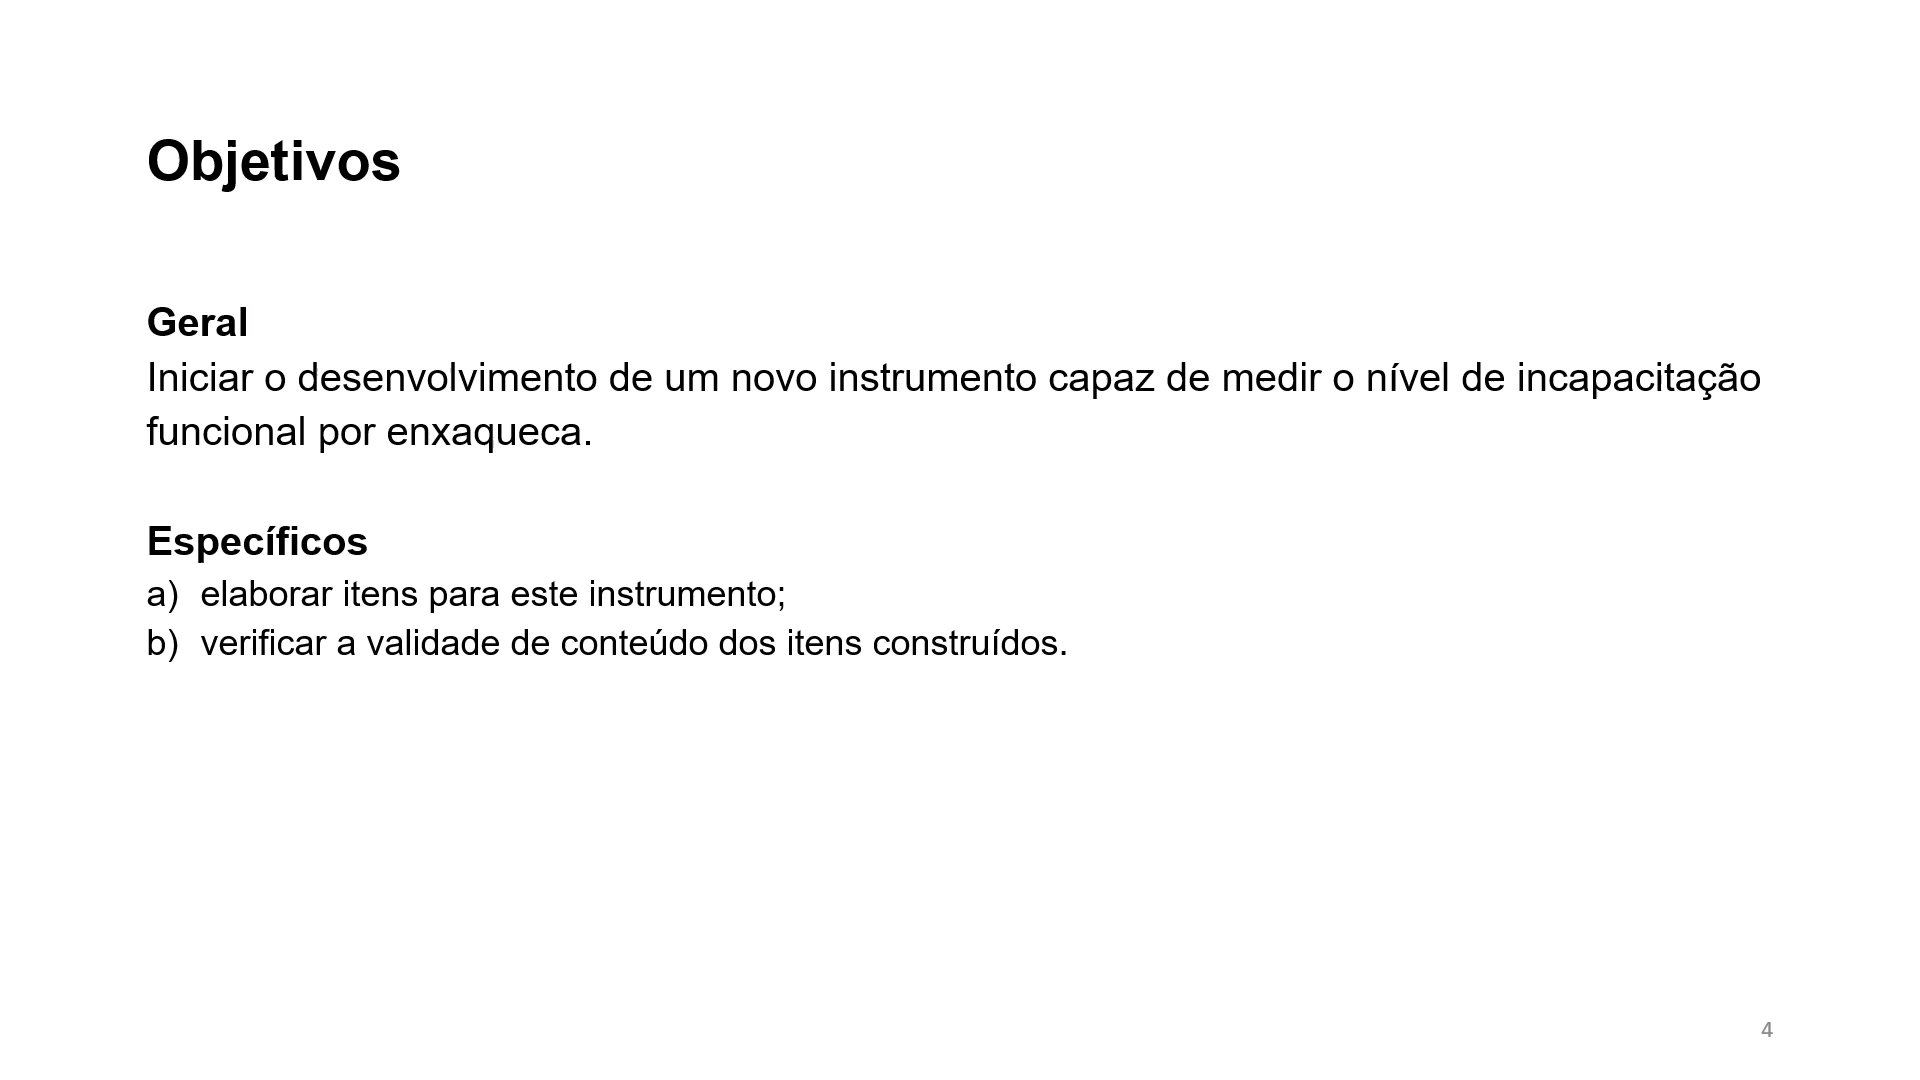 Objetivos
Geral
Iniciar o desenvolvimento de um novo instrumento capaz de medir o nível de incapacitação
funcional por enxaqueca.
Específicos
a) elaborar itens para este instrumento;
b) verificar a validade de conteúdo dos itens construídos.
4